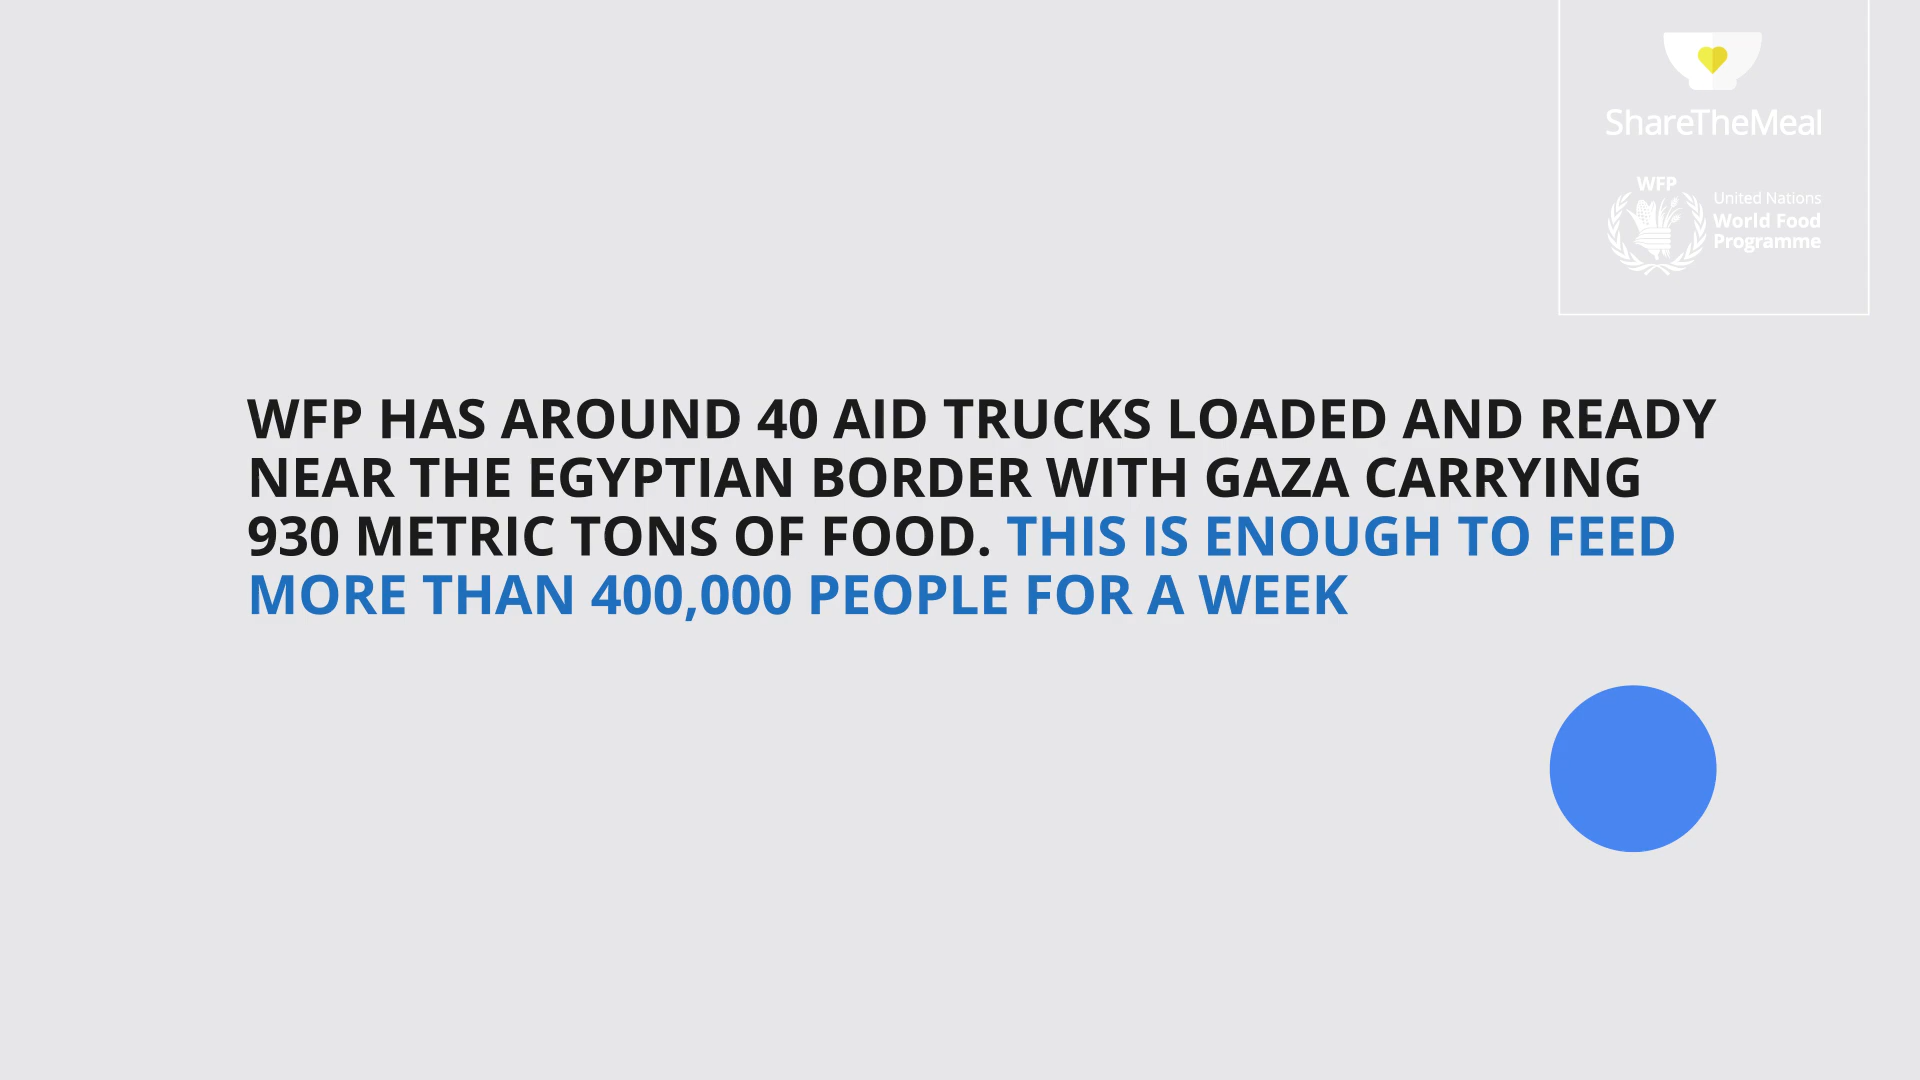 ShareTheMeal
WFP
United Nations
World Food
Programme
WFP HAS AROUND 40 AID TRUCKS LOADED AND READY
NEAR THE EGYPTIAN BORDER WITH GAZA CARRYING
930 METRIC TONS OF FOOD. THIS IS ENOUGH TO FEED
MORE THAN 400,000 PEOPLE FOR A WEEK